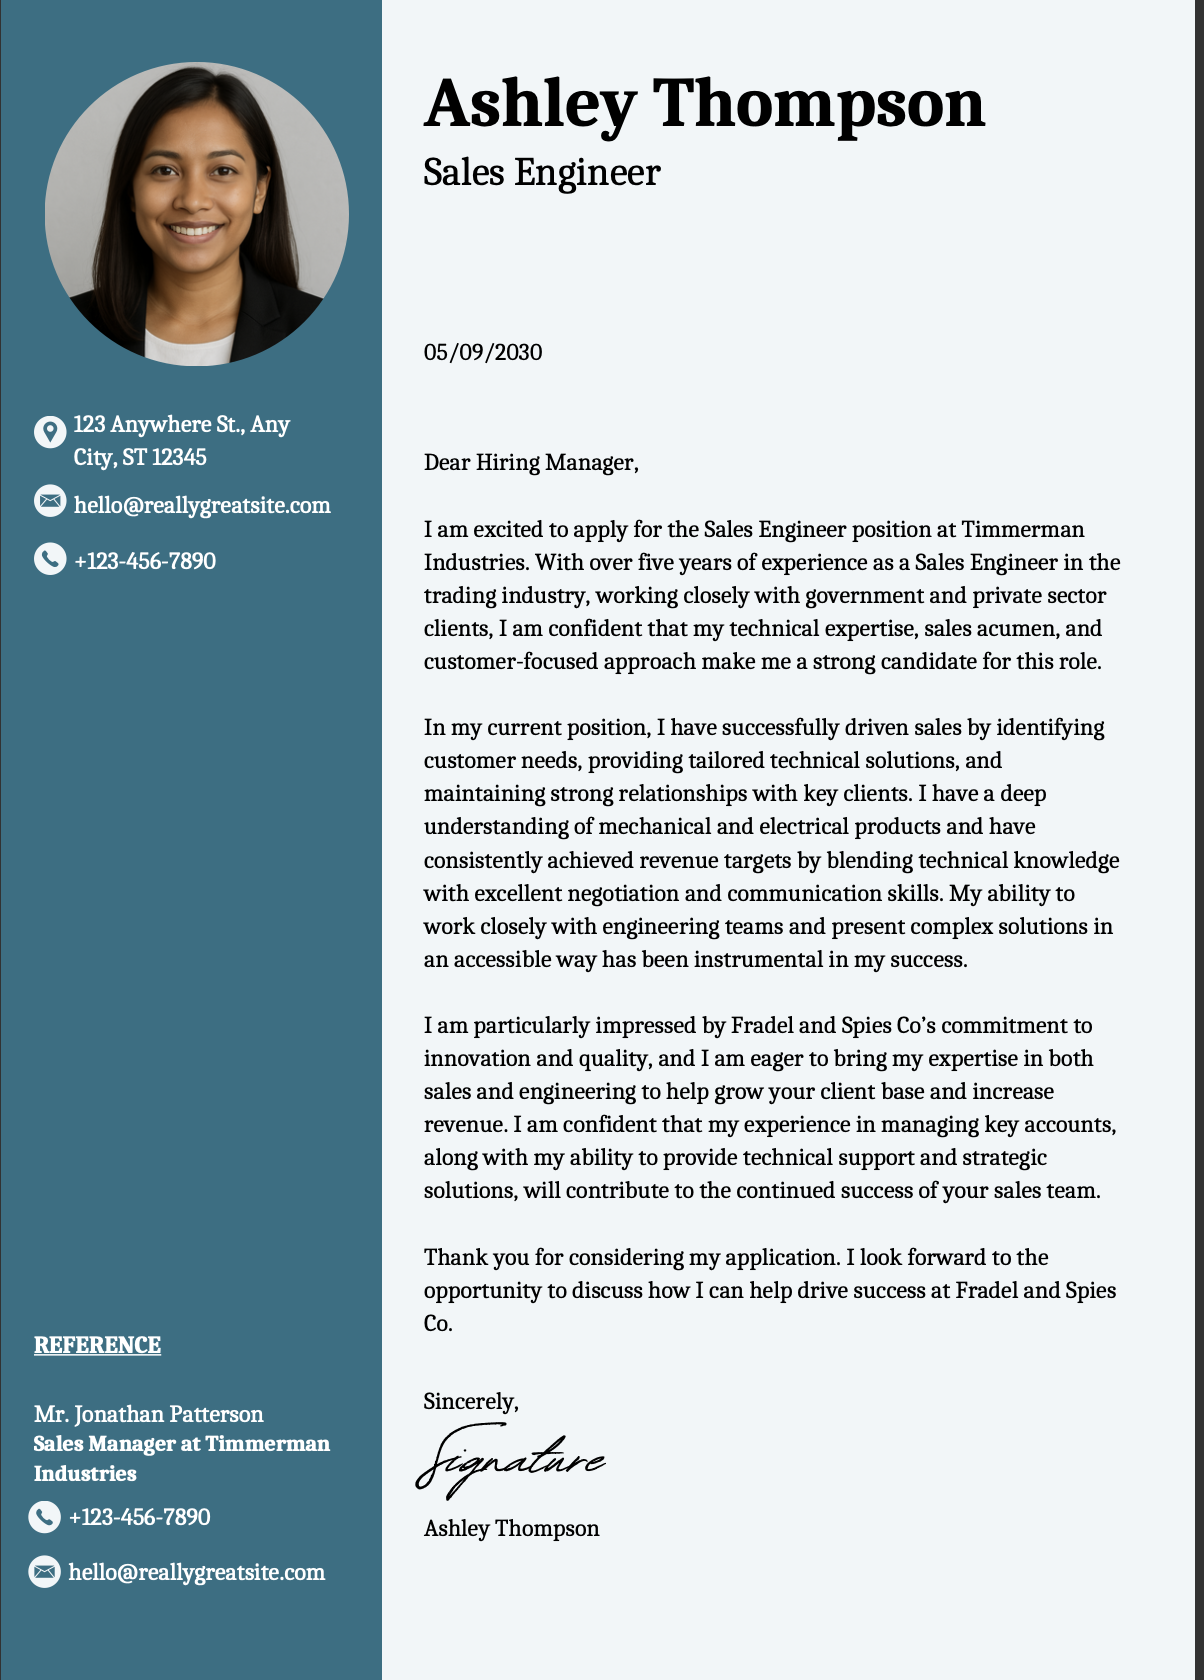 Ashley Thompson
Sales Engineer
123 Anywhere St., Any
City, ST 12345
hello@reallygreatsite.com
+123-456-7890
05/09/2030
Dear Hiring Manager,
I am excited to apply for the Sales Engineer position at Timmerman
Industries. With over five years of experience as a Sales Engineer in the
trading industry, working closely with government and private sector
clients, I am confident that my technical expertise, sales acumen, and
customer-focused approach make me a strong candidate for this role.
In my current position, I have successfully driven sales by identifying
customer needs, providing tailored technical solutions, and
maintaining strong relationships with key clients. I have a deep
understanding of mechanical and electrical products and have
consistently achieved revenue targets by blending technical knowledge
with excellent negotiation and communication skills. My ability to
work closely with engineering teams and present complex solutions in
an accessible way has been instrumental in my success.
I am particularly impressed by Fradel and Spies Co’s commitment to
innovation and quality, and I am eager to bring my expertise in both
sales and engineering to help grow your client base and increase
revenue. I am confident that my experience in managing key accounts,
along with my ability to provide technical support and strategic
solutions, will contribute to the continued success of your sales team.
Thank you for considering my application. I look forward to the
opportunity to discuss how I can help drive success at Fradel and Spies
Co.
Sincerely,
Signature
Ashley Thompson
REFERENCE
Mr. Jonathan Patterson
Sales Manager at Timmerman
Industries
+123-456-7890
hello@reallygreatsite.com